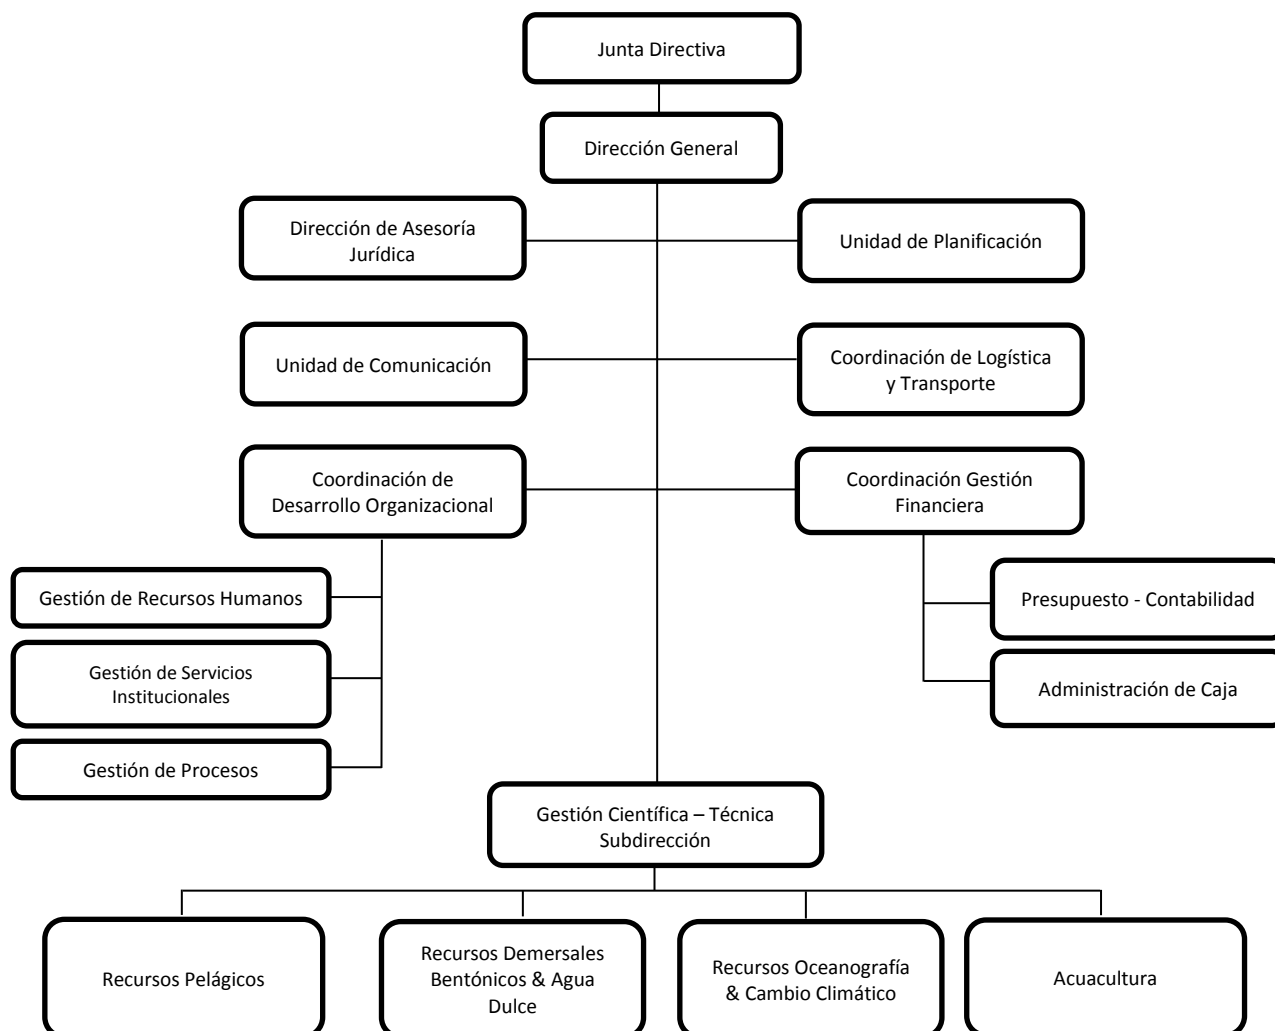 Junta Directiva
Dirección General
Dirección de Asesoría
Jurídica
Unidad de Planificación
Unidad de Comunicación
Coordinación de Logística
y Transporte
Coordinación de
Desarrollo Organizacional
Coordinación Gestión
Financiera
Gestión de Recursos Humanos
Presupuesto - Contabilidad
Gestión de Servicios
Institucionales
Administración de Caja
Gestión de Procesos
Gestión Científica – Técnica
Subdirección
Recursos Pelágicos
Recursos Demersales
Bentónicos & Agua
Dulce
Recursos Oceanografía
& Cambio Climático
Acuacultura